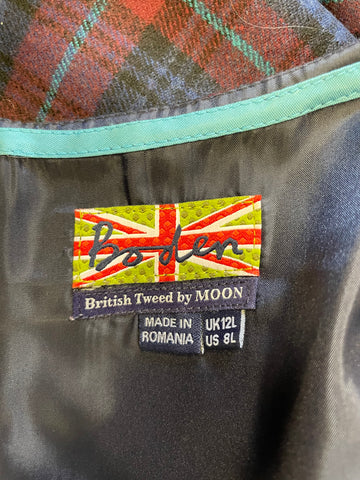 Boden
British Tweed by MOON
MADE IN
ROMANIA
UK12L
US 8L